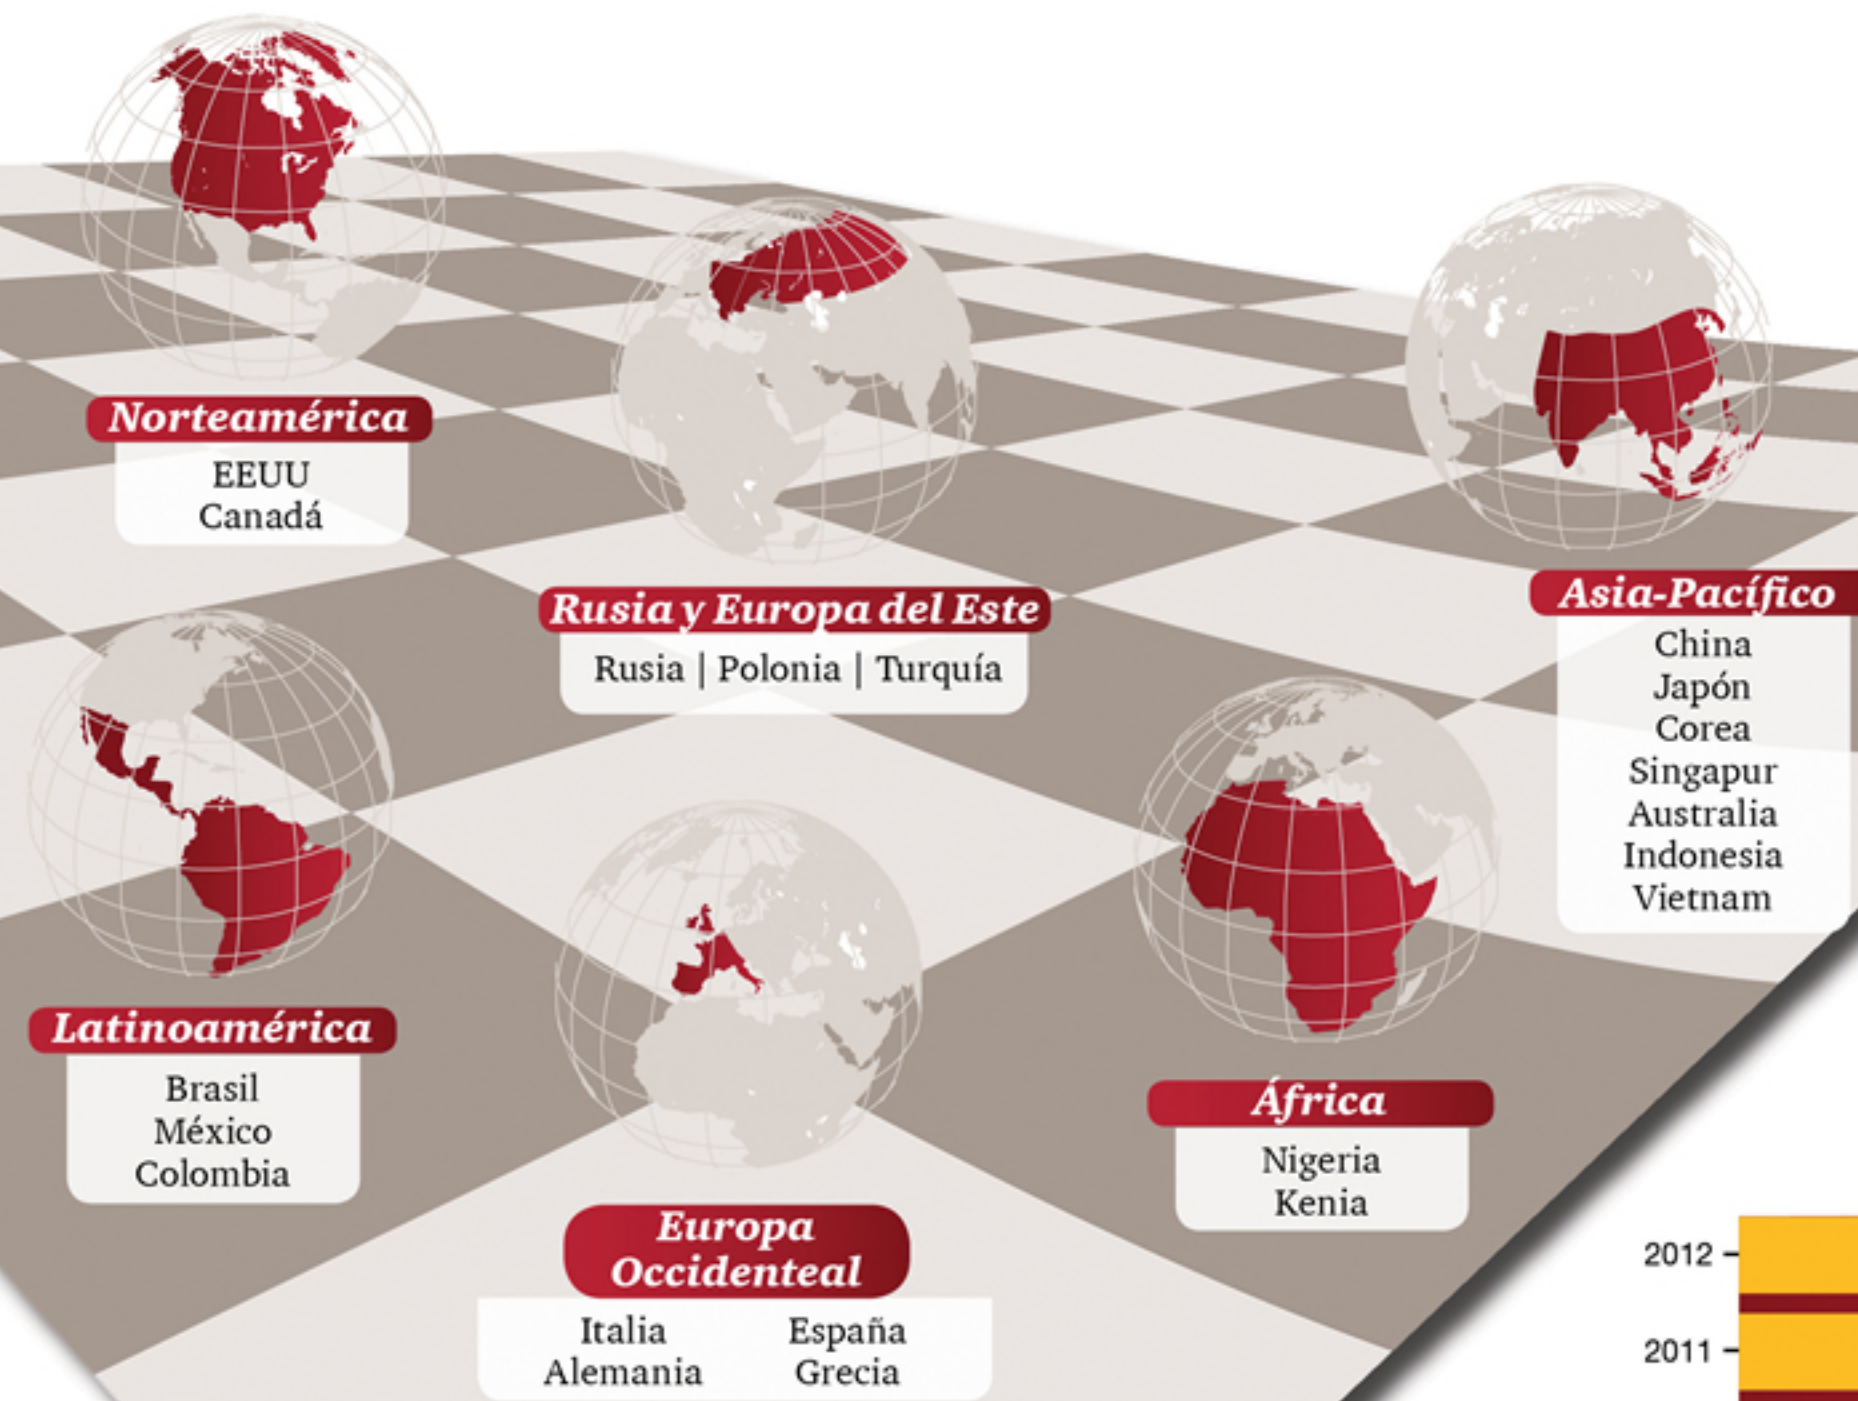 Norteamérica
EEUU
Canadá
Rusia y Europa del Este
Rusia | Polonia | Turquía
Asia-Pacífico
China
Japón
Corea
Singapur
Australia
Indonesia
Vietnam
Latinoamérica
Brasil
México
Colombia
África
Nigeria
Kenia
Europa
Occidenteal
Italia España
Alemania Grecia
2012
2011